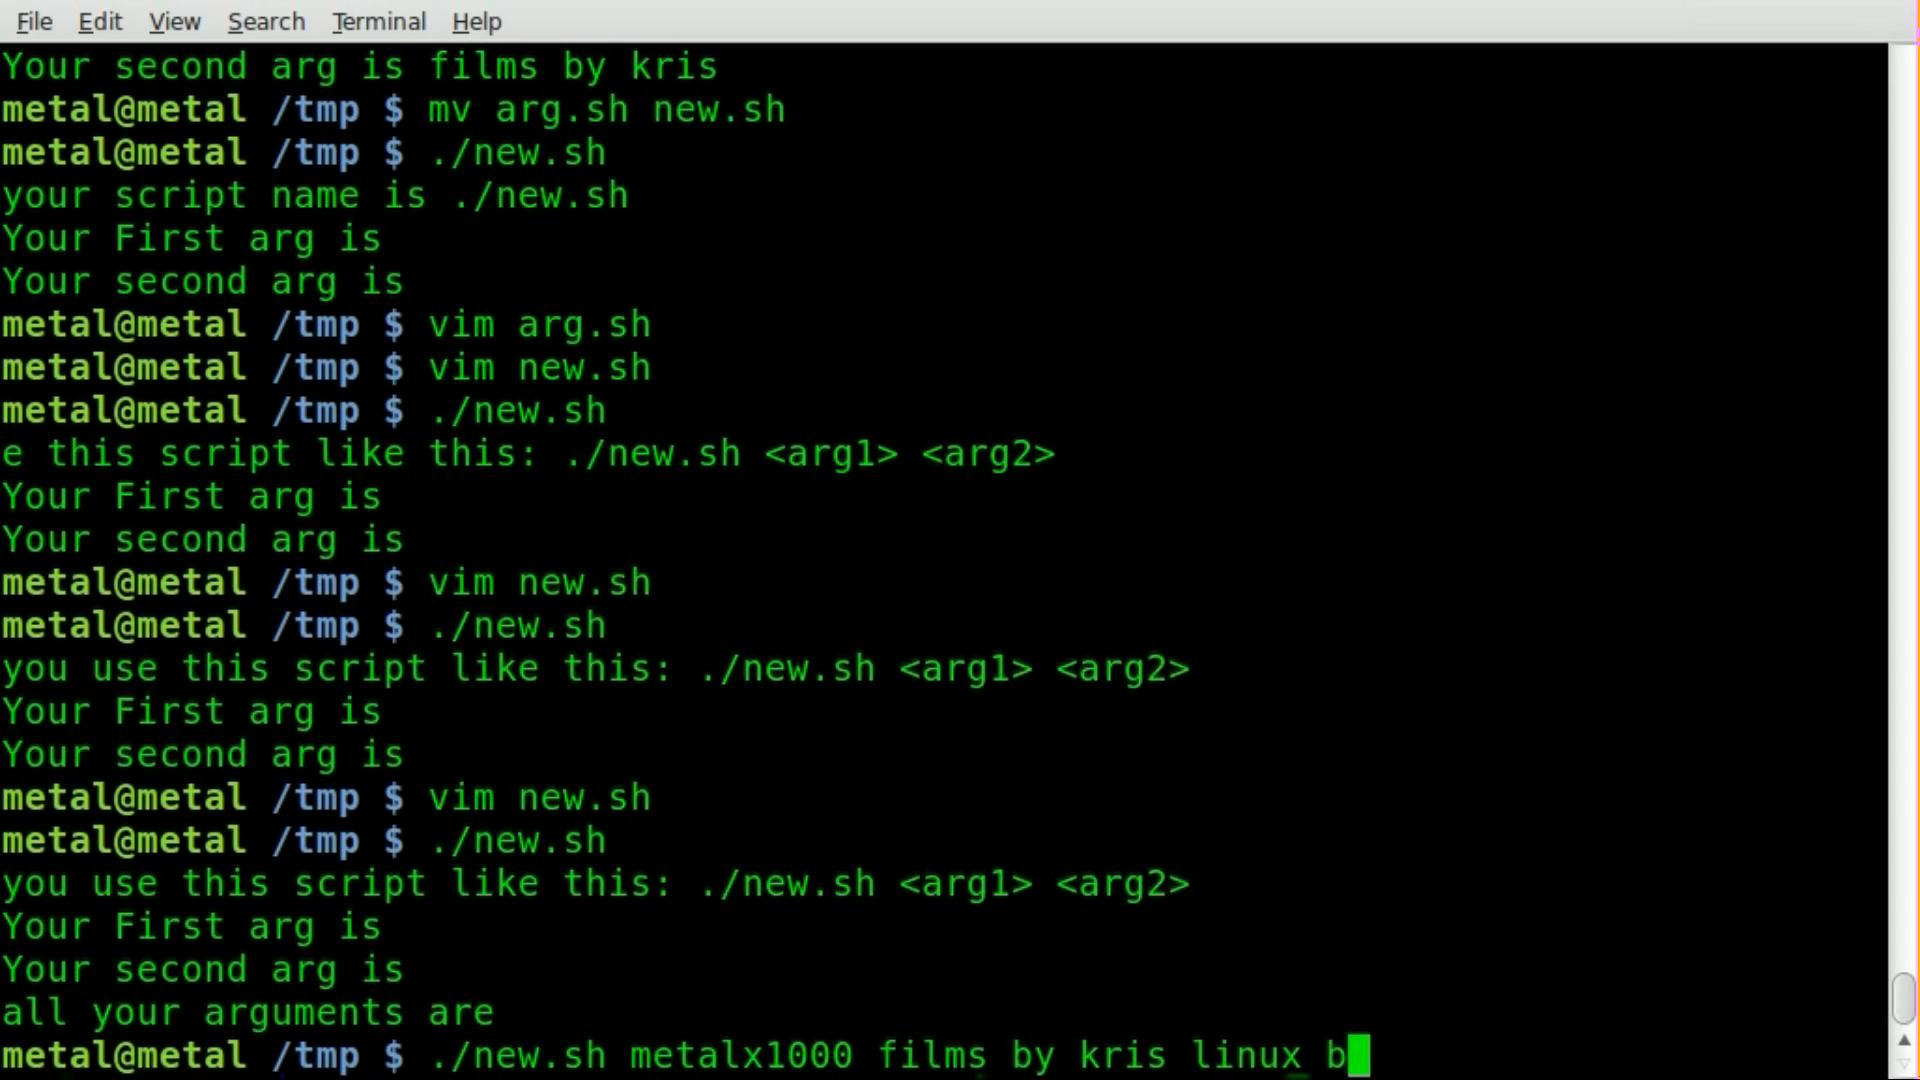 File Edit View Search Terminal Help
Your second arg is films by kris
metal@metal /tmp $ mv arg.sh new.sh
metal@metal /tmp $ ./new.sh
your script name is ./new.sh
Your First arg is
Your second arg is
metal@metal /tmp $ vim arg.sh
metal@metal /tmp $ vim new.sh
metal@metal /tmp $ ./new.sh
e this script like this: ./new.sh <arg1> <arg2>
Your First arg is
Your second arg is
metal@metal /tmp $ vim new.sh
metal@metal /tmp $ ./new.sh
you use this script like this: ./new.sh <arg1> <arg2>
Your First arg is
Your second arg is
metal@metal /tmp $ vim new.sh
metal@metal /tmp $ ./new.sh
you use this script like this: ./new.sh <arg1> <arg2>
Your First arg is
Your second arg is
all your arguments are
metal@metal /tmp $ ./new.sh metalx1000 films by kris linux b